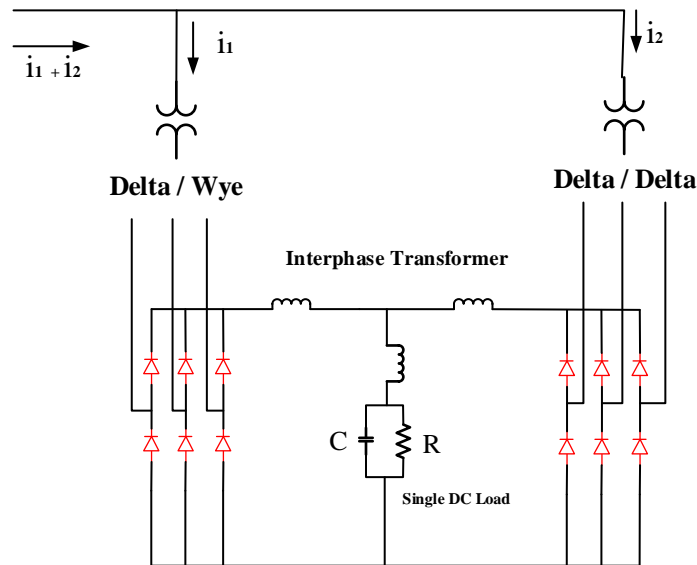 i1
i2
i1 + i2
Delta / Wye
Delta / Delta
Interphase Transformer
C
R
Single DC Load